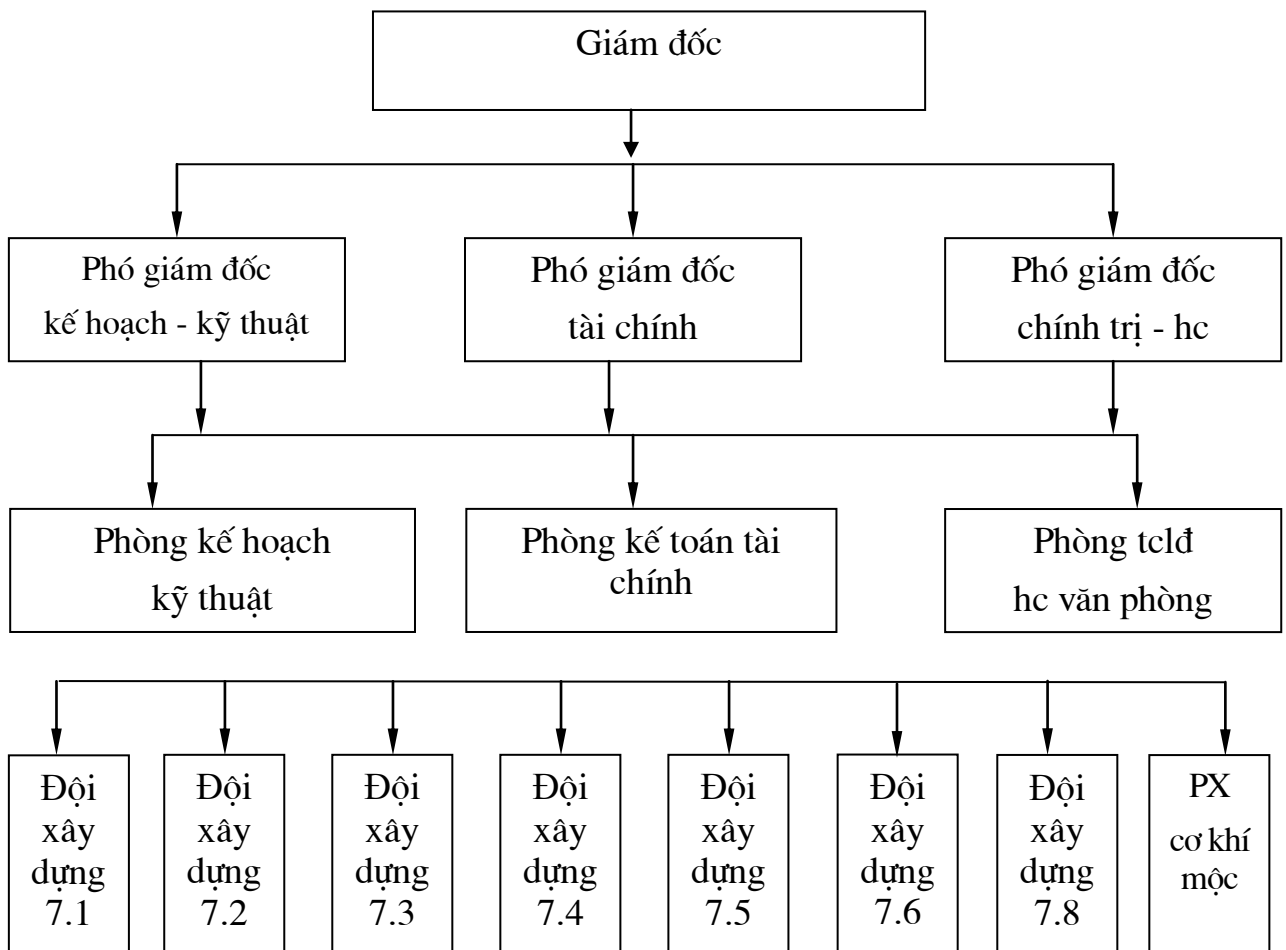 Giám đốc
Phó giám đốc
kế hoạch - kỹ thuật
Phó giám đốc
tài chính
Phó giám đốc
chính trị - hc
Phòng kế hoạch
kỹ thuật
Phòng kế toán tài
chính
Phòng tclđ
hc văn phòng
Đội
xây
dựng
7.1
Đội
xây
dựng
7.2
Đội
xây
dựng
7.3
Đội
xây
dựng
7.4
Đội
xây
dựng
7.5
Đội
xây
dựng
7.6
Đội
xây
dựng
7.8
PX
cơ khí
mộc